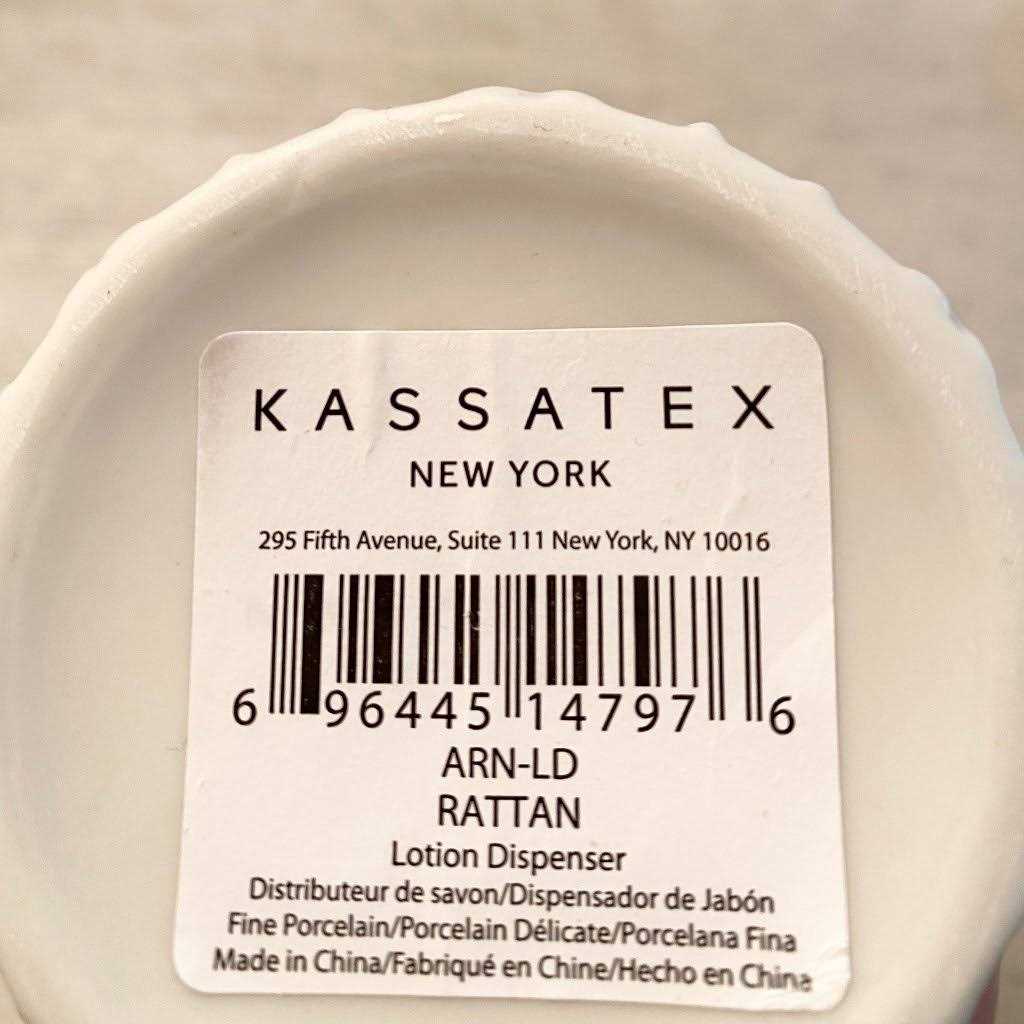 KASSATEX
NEW YORK
295 Fifth Avenue, Suite 111 New York, NY 10016
6 96445 14797 6
ARN-LD
RATTAN
Lotion Dispenser
Distributeur de savon/Dispensador de Jabón
Fine Porcelain/Porcelain Délicate/Porcelana Fina
Made in China/Fabriqué en Chine/Hecho en China